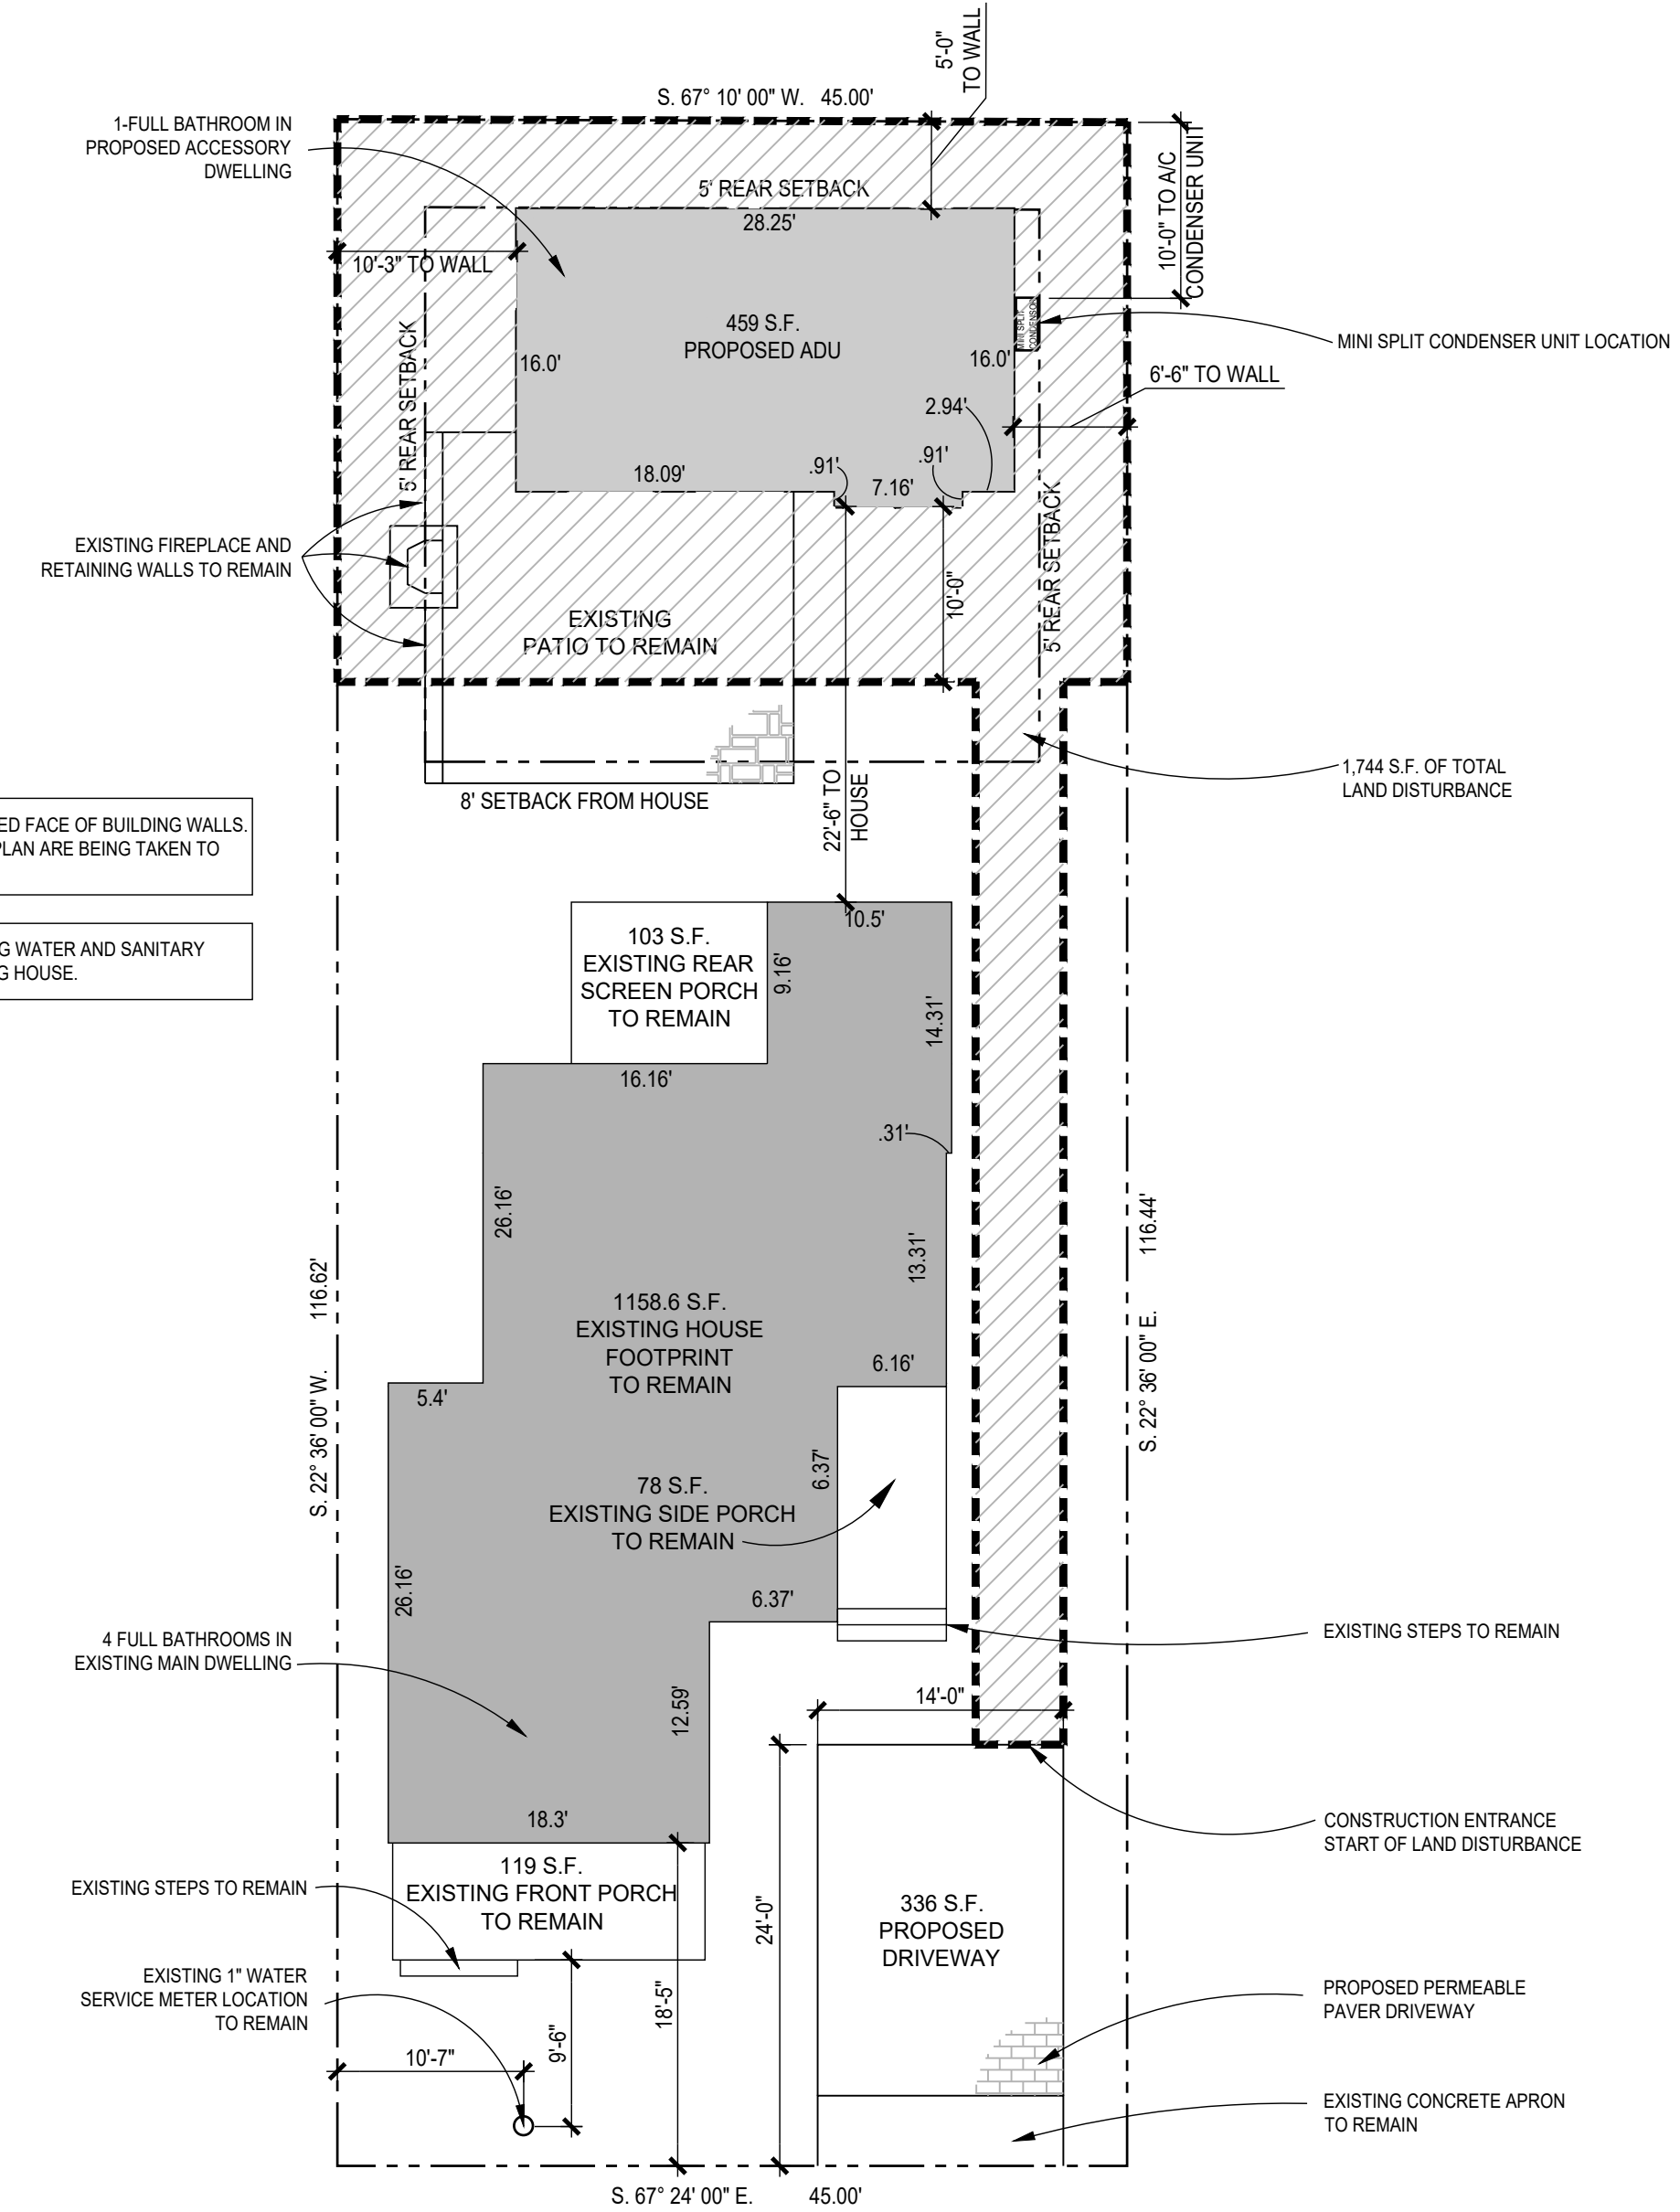 5'-0"
TO WALL
S. 67° 10' 00" W. 45.00'
1-FULL BATHROOM IN
PROPOSED ACCESSORY
DWELLING
10'-0" TO A/C
CONDENSER UNIT
5' REAR SETBACK
28.25'
10'-3" TO WALL
459 S.F.
PROPOSED ADU
MINI SPLIT
CONDENSOR
MINI SPLIT CONDENSER UNIT LOCATION
16.0'
16.0'
6'-6" TO WALL
5' REAR SETBACK
2.94'
.91'
.91'
18.09'
7.16'
5' REAR SETBACK
EXISTING FIREPLACE AND
RETAINING WALLS TO REMAIN
10'-0"
EXISTING
PATIO TO REMAIN
1,744 S.F. OF TOTAL
LAND DISTURBANCE
8' SETBACK FROM HOUSE
22'-6" TO
HOUSE
ED FACE OF BUILDING WALLS.
PLAN ARE BEING TAKEN TO
G WATER AND SANITARY
G HOUSE.
10.5'
103 S.F.
EXISTING REAR
SCREEN PORCH
TO REMAIN
9.16'
14.31'
16.16'
.31'
26.16'
13.31'
116.62'
S. 22° 36' 00" W.
116.44'
S. 22° 36' 00" E.
1158.6 S.F.
EXISTING HOUSE
FOOTPRINT
TO REMAIN
6.16'
5.4'
6.37'
78 S.F.
EXISTING SIDE PORCH
TO REMAIN
26.16'
6.37'
4 FULL BATHROOMS IN
EXISTING MAIN DWELLING
EXISTING STEPS TO REMAIN
12.59'
14'-0"
18.3'
CONSTRUCTION ENTRANCE
START OF LAND DISTURBANCE
119 S.F.
EXISTING FRONT PORCH
TO REMAIN
EXISTING STEPS TO REMAIN
24'-0"
336 S.F.
PROPOSED
DRIVEWAY
EXISTING 1" WATER
SERVICE METER LOCATION
TO REMAIN
18'-5"
9'-6"
10'-7"
PROPOSED PERMEABLE
PAVER DRIVEWAY
EXISTING CONCRETE APRON
TO REMAIN
S. 67° 24' 00" E. 45.00'